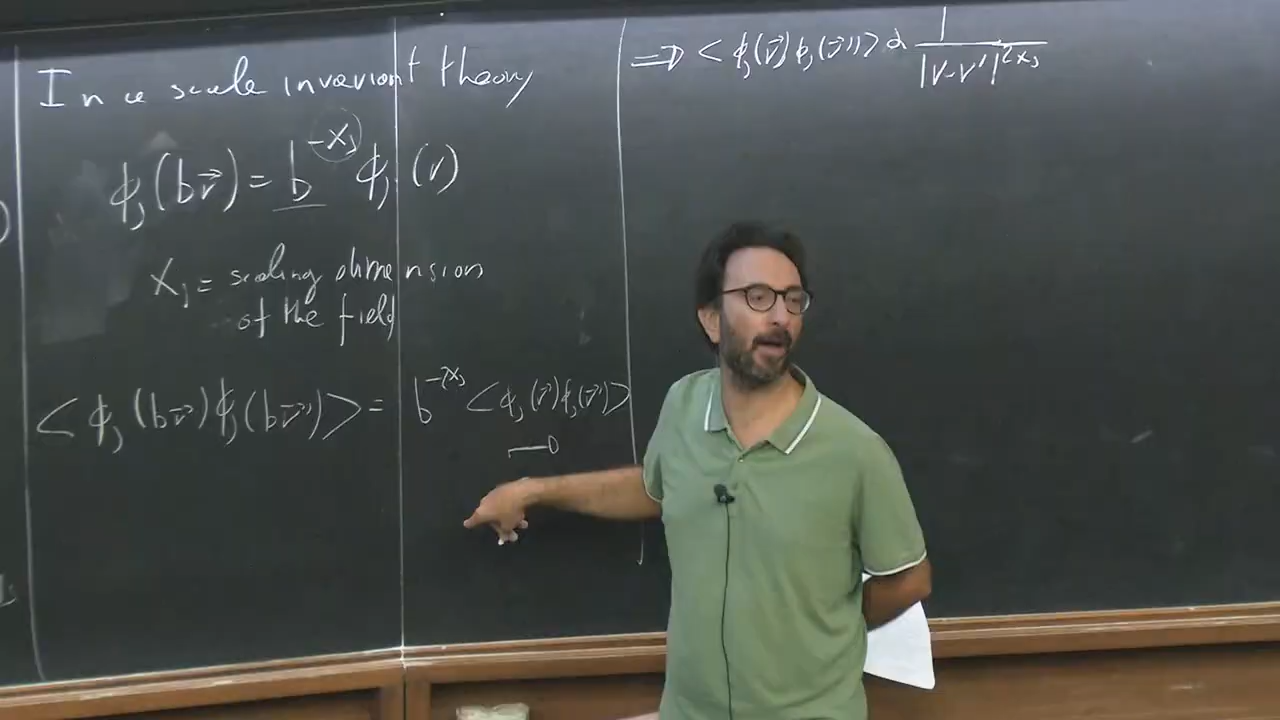 In a scale invariant theory
ϕ_j(b r⃗) = b^{-x_j} ϕ_j(r)
x_j = scaling dimension
of the field
<ϕ_j(b r⃗) ϕ_j(b r⃗')> = b^{-2x_j} <ϕ_j(r⃗) ϕ_j(r⃗')>
⟹ <ϕ_j(r⃗) ϕ_j(r⃗')> α 1/|r-r'|^{2x_j}